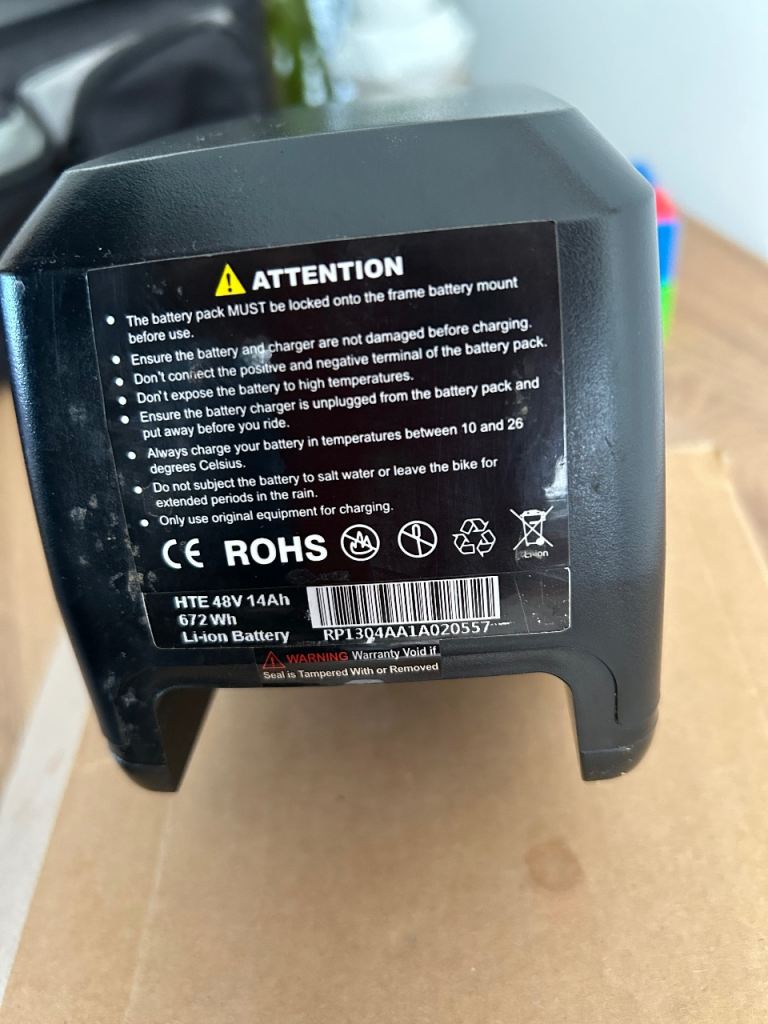 ATTENTION
• The battery pack MUST be locked onto the frame battery mount
before use.
• Ensure the battery and charger are not damaged before charging.
• Don't connect the positive and negative terminal of the battery pack.
• Don't expose the battery to high temperatures.
• Ensure the battery charger is unplugged from the battery pack and
put away before you ride.
• Always charge your battery in temperatures between 10 and 26
degrees Celsius.
• Do not subject the battery to salt water or leave the bike for
extended periods in the rain.
• Only use original equipment for charging.
CE ROHS
Li-ion
HTE 48V 14Ah
672 Wh
Li-ion Battery
RP1304AA1A020557
WARNING Warranty Void if
Seal is Tampered With or Removed